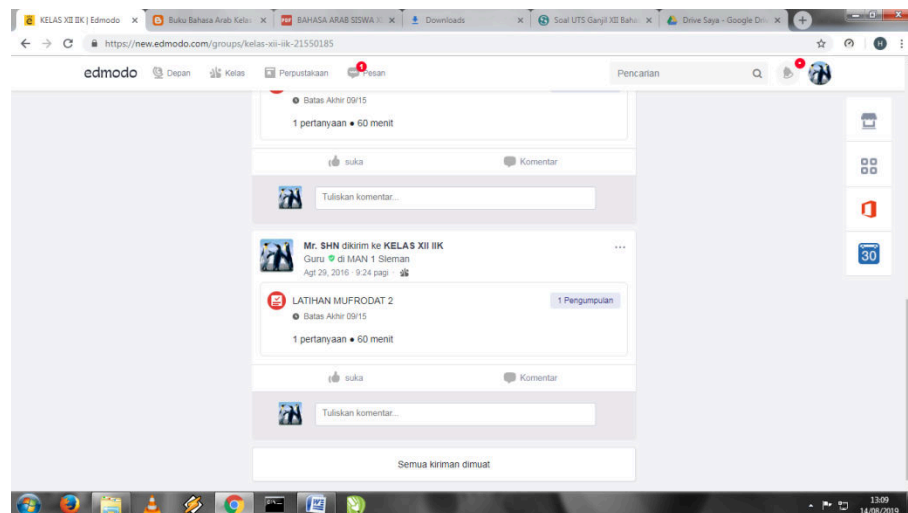 KELAS XII IIK | Edmodo
Buku Bahasa Arab Kelas
BAHASA ARAB SISWA X
Downloads
Soal UTS Ganjil XII Baha
Drive Saya - Google Driv
https://new.edmodo.com/groups/kelas-xii-iik-21550185
H
edmodo
Depan
Kelas
Perpustakaan
1
Pesan
Pencarian
Batas Akhir 09/15
1 pertanyaan ● 60 menit
suka
Komentar
Tuliskan komentar...
Mr. SHN dikirim ke KELAS XII IIK
Guru di MAN 1 Sleman
Agt 29, 2016 · 9:24 pagi ·
LATIHAN MUFRODAT 2
1 Pengumpulan
Batas Akhir 09/15
1 pertanyaan ● 60 menit
suka
Komentar
Tuliskan komentar...
Semua kiriman dimuat
30
13:09
14/08/2019